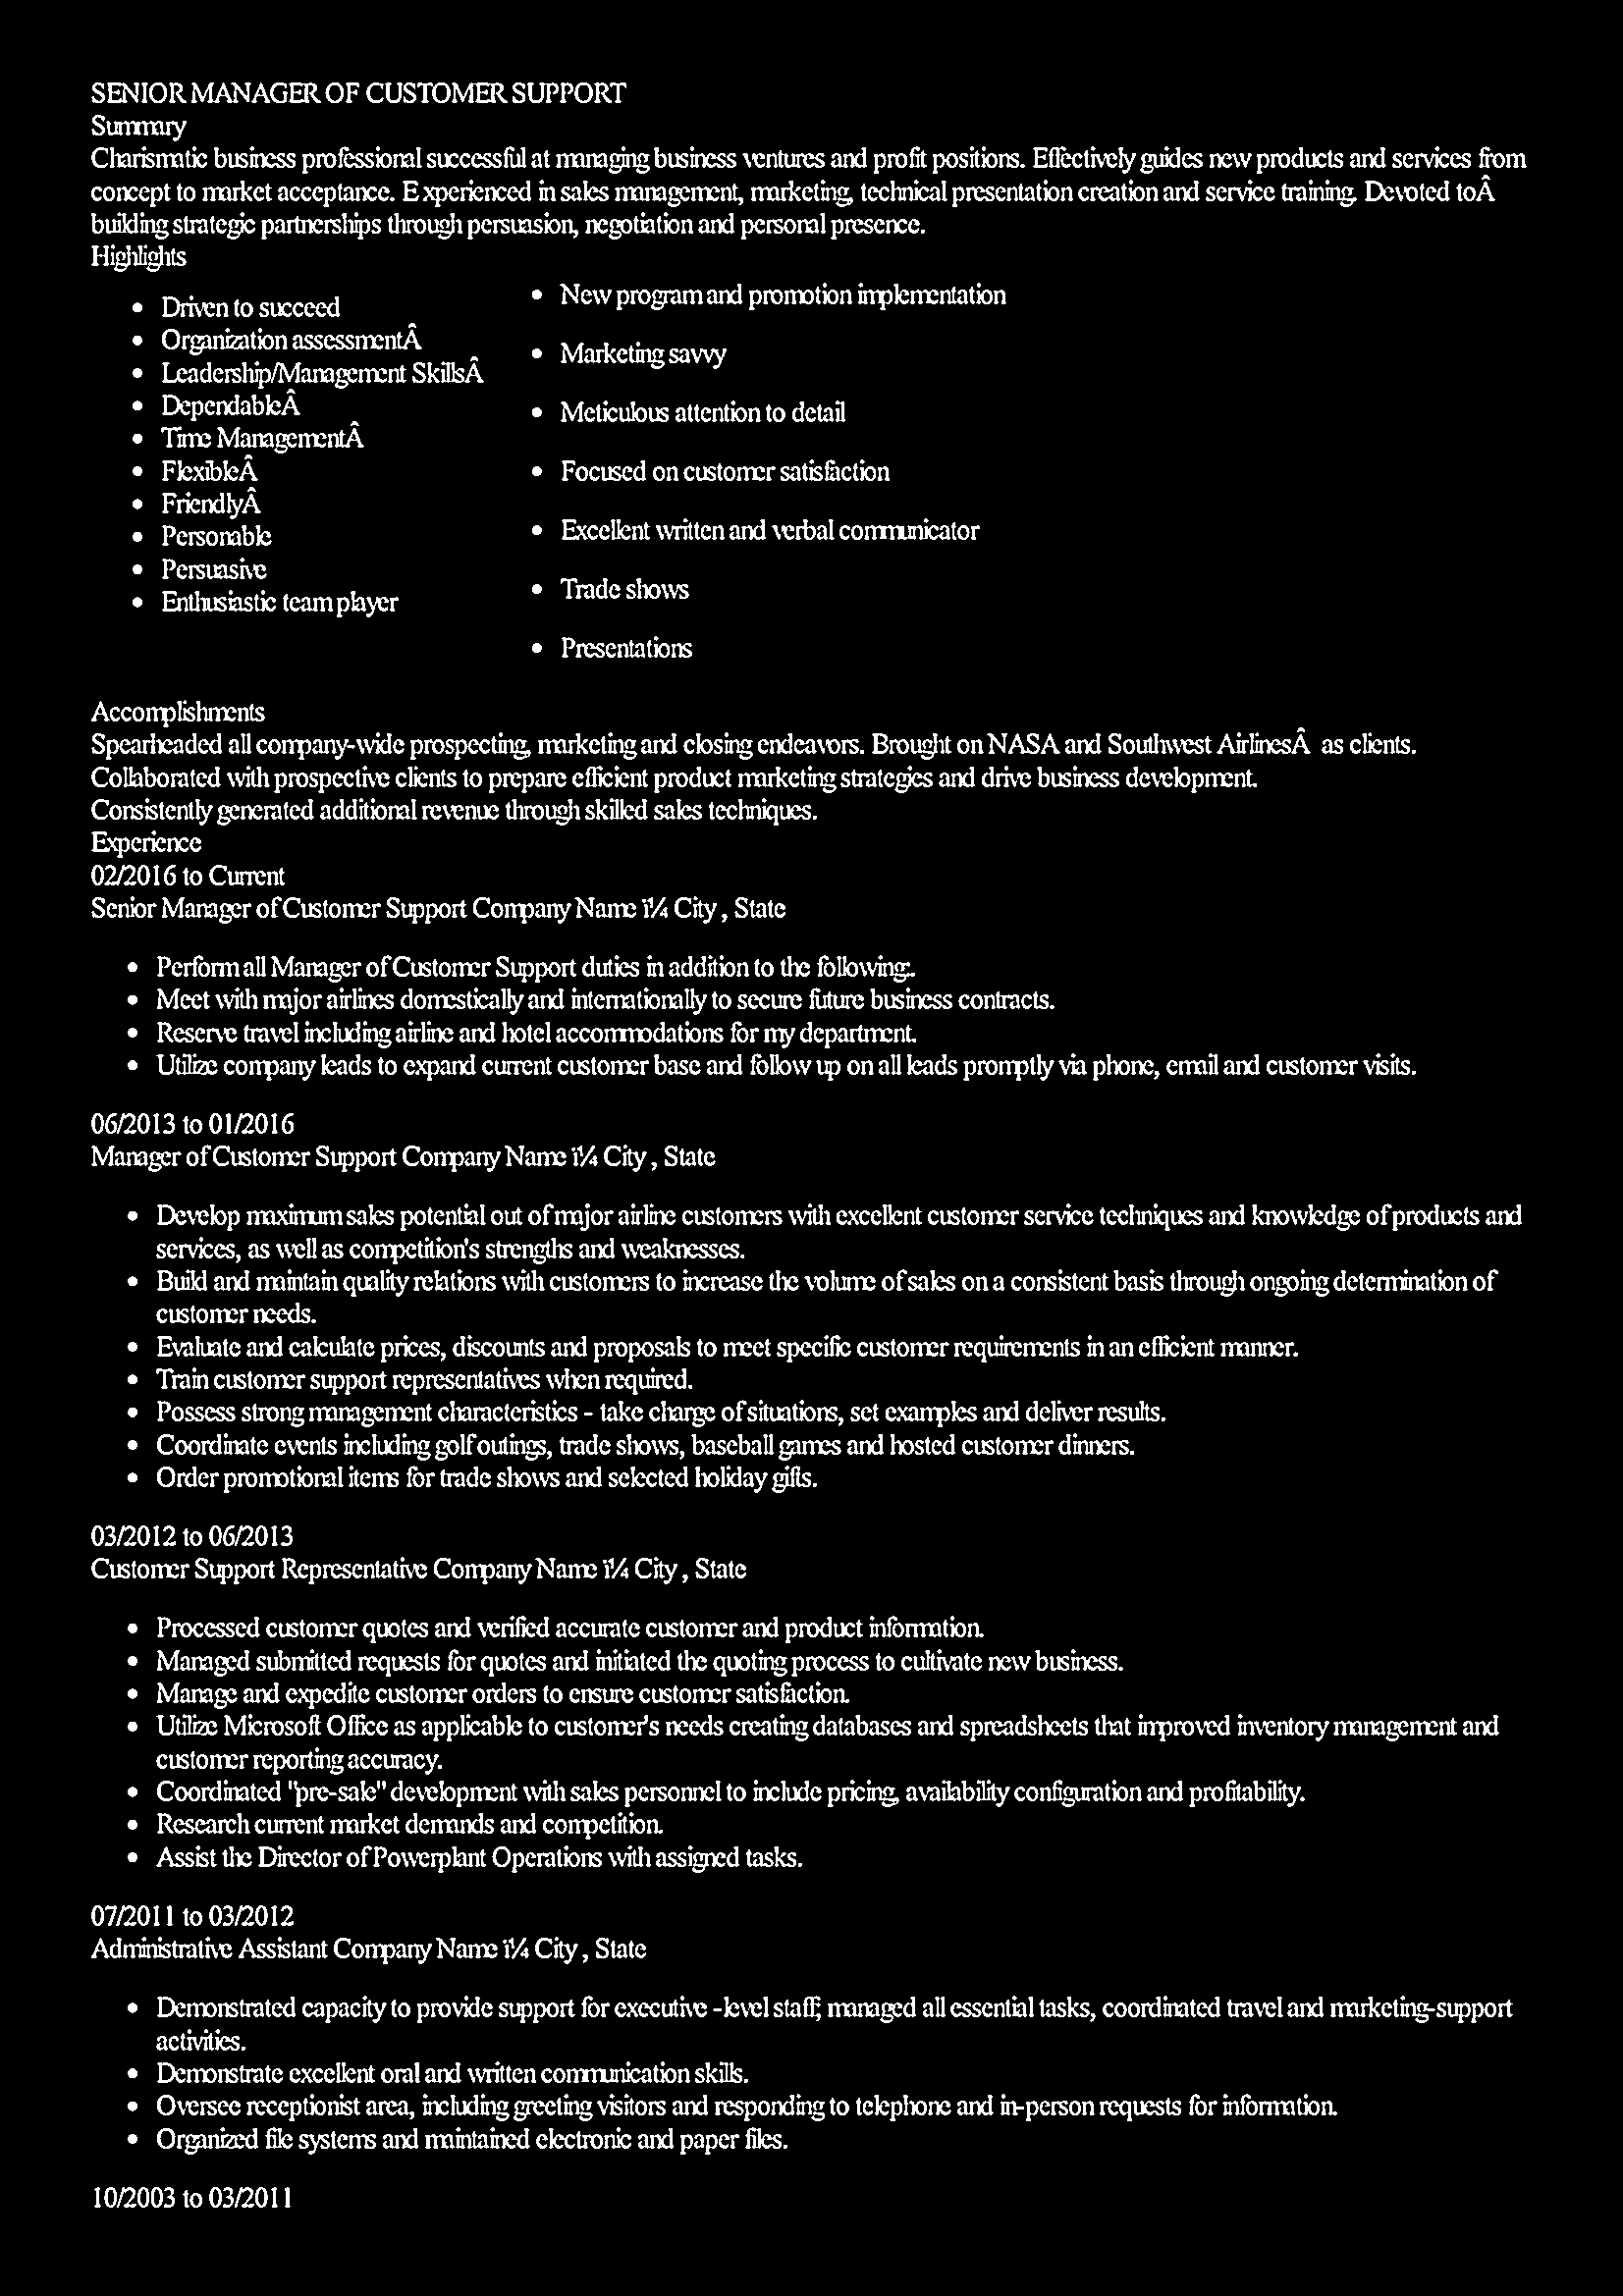 SENIOR MANAGER OF CUSTOMER SUPPORT
Summary
Charismatic business professional successful at managing business ventures and profit positions. Effectively guides new products and services from
concept to market acceptance. Experienced in sales management, marketing, technical presentation creation and service training. Devoted toÂ
building strategic partnerships through persuasion, negotiation and personal presence.
Highlights
• Driven to succeed
• Organization assessmentÂ
• Leadership/Management SkillsÂ
• DependableÂ
• Time ManagementÂ
• FlexibleÂ
• FriendlyÂ
• Personable
• Persuasive
• Enthusiastic team player
• New program and promotion implementation
• Marketing savvy
• Meticulous attention to detail
• Focused on customer satisfaction
• Excellent written and verbal communicator
• Trade shows
• Presentations
Accomplishments
Spearheaded all company-wide prospecting, marketing and closing endeavors. Brought on NASA and Southwest AirlinesÂ as clients.
Collaborated with prospective clients to prepare efficient product marketing strategies and drive business development.
Consistently generated additional revenue through skilled sales techniques.
Experience
02/2016 to Current
Senior Manager of Customer Support Company Name ï¼ City , State
• Perform all Manager of Customer Support duties in addition to the following:.
• Meet with major airlines domestically and internationally to secure future business contracts.
• Reserve travel including airline and hotel accommodations for my department.
• Utilize company leads to expand current customer base and follow up on all leads promptly via phone, email and customer visits.
06/2013 to 01/2016
Manager of Customer Support Company Name ï¼ City , State
• Develop maximum sales potential out of major airline customers with excellent customer service techniques and knowledge of products and
services, as well as competition's strengths and weaknesses.
• Build and maintain quality relations with customers to increase the volume of sales on a consistent basis through ongoing determination of
customer needs.
• Evaluate and calculate prices, discounts and proposals to meet specific customer requirements in an efficient manner.
• Train customer support representatives when required.
• Possess strong management characteristics - take charge of situations, set examples and deliver results.
• Coordinate events including golf outings, trade shows, baseball games and hosted customer dinners.
• Order promotional items for trade shows and selected holiday gifts.
03/2012 to 06/2013
Customer Support Representative Company Name ï¼ City , State
• Processed customer quotes and verified accurate customer and product information.
• Managed submitted requests for quotes and initiated the quoting process to cultivate new business.
• Manage and expedite customer orders to ensure customer satisfaction.
• Utilize Microsoft Office as applicable to customer's needs creating databases and spreadsheets that improved inventory management and
customer reporting accuracy.
• Coordinated "pre-sale" development with sales personnel to include pricing, availability configuration and profitability.
• Research current market demands and competition.
• Assist the Director of Powerplant Operations with assigned tasks.
07/2011 to 03/2012
Administrative Assistant Company Name ï¼ City , State
• Demonstrated capacity to provide support for executive -level staff; managed all essential tasks, coordinated travel and marketing-support
activities.
• Demonstrate excellent oral and written communication skills.
• Oversee receptionist area, including greeting visitors and responding to telephone and in-person requests for information.
• Organized file systems and maintained electronic and paper files.
10/2003 to 03/2011